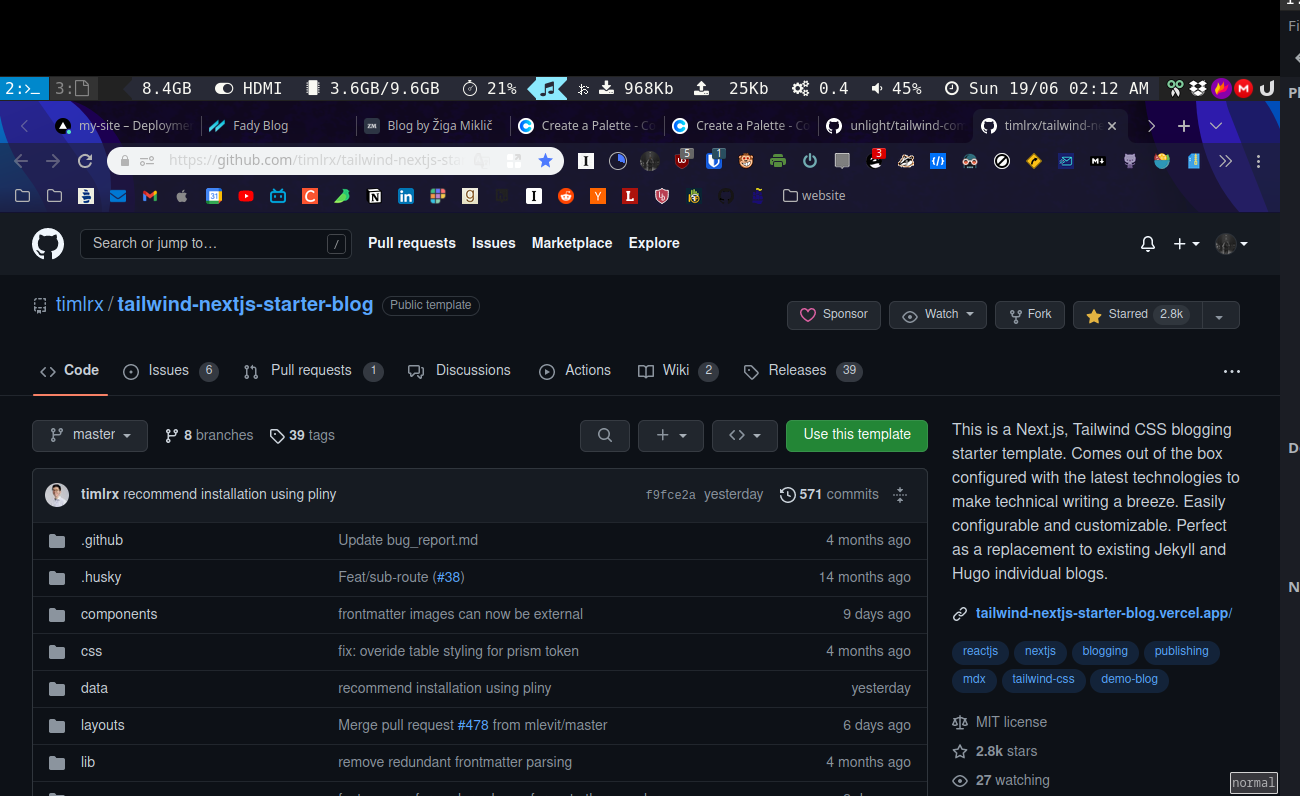 2:>_ 3: 8.4GB HDMI 3.6GB/9.6GB 21% 968Kb 25Kb 0.4 45% Sun 19/06 02:12 AM
Fi
my-site – Deployme Fady Blog Blog by Žiga Miklič Create a Palette - Co Create a Palette - Co unlight/tailwind-con timlrx/tailwind-ne
https://github.com/timlrx/tailwind-nextjs-sta
5 1 3
website
Search or jump to… / Pull requests Issues Marketplace Explore
timlrx / tailwind-nextjs-starter-blog Public template
Sponsor Watch Fork Starred 2.8k
Code Issues 6 Pull requests 1 Discussions Actions Wiki 2 Releases 39
master 8 branches 39 tags Use this template
timlrx recommend installation using pliny f9fce2a yesterday 571 commits
.github Update bug_report.md 4 months ago
.husky Feat/sub-route (#38) 14 months ago
components frontmatter images can now be external 9 days ago
css fix: overide table styling for prism token 4 months ago
data recommend installation using pliny yesterday
layouts Merge pull request #478 from mlevit/master 6 days ago
lib remove redundant frontmatter parsing 4 months ago
This is a Next.js, Tailwind CSS blogging
starter template. Comes out of the box
configured with the latest technologies to
make technical writing a breeze. Easily
configurable and customizable. Perfect
as a replacement to existing Jekyll and
Hugo individual blogs.
tailwind-nextjs-starter-blog.vercel.app/
reactjs nextjs blogging publishing
mdx tailwind-css demo-blog
MIT license
2.8k stars
27 watching
normal